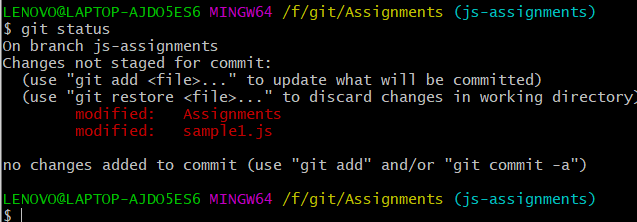 LENOVO@LAPTOP-AJDO5ES6 MINGW64 /f/git/Assignments (js-assignments)
$ git status
On branch js-assignments
Changes not staged for commit:
  (use "git add <file>..." to update what will be committed)
  (use "git restore <file>..." to discard changes in working directory)
        modified:   Assignments
        modified:   sample1.js

no changes added to commit (use "git add" and/or "git commit -a")

LENOVO@LAPTOP-AJDO5ES6 MINGW64 /f/git/Assignments (js-assignments)
$